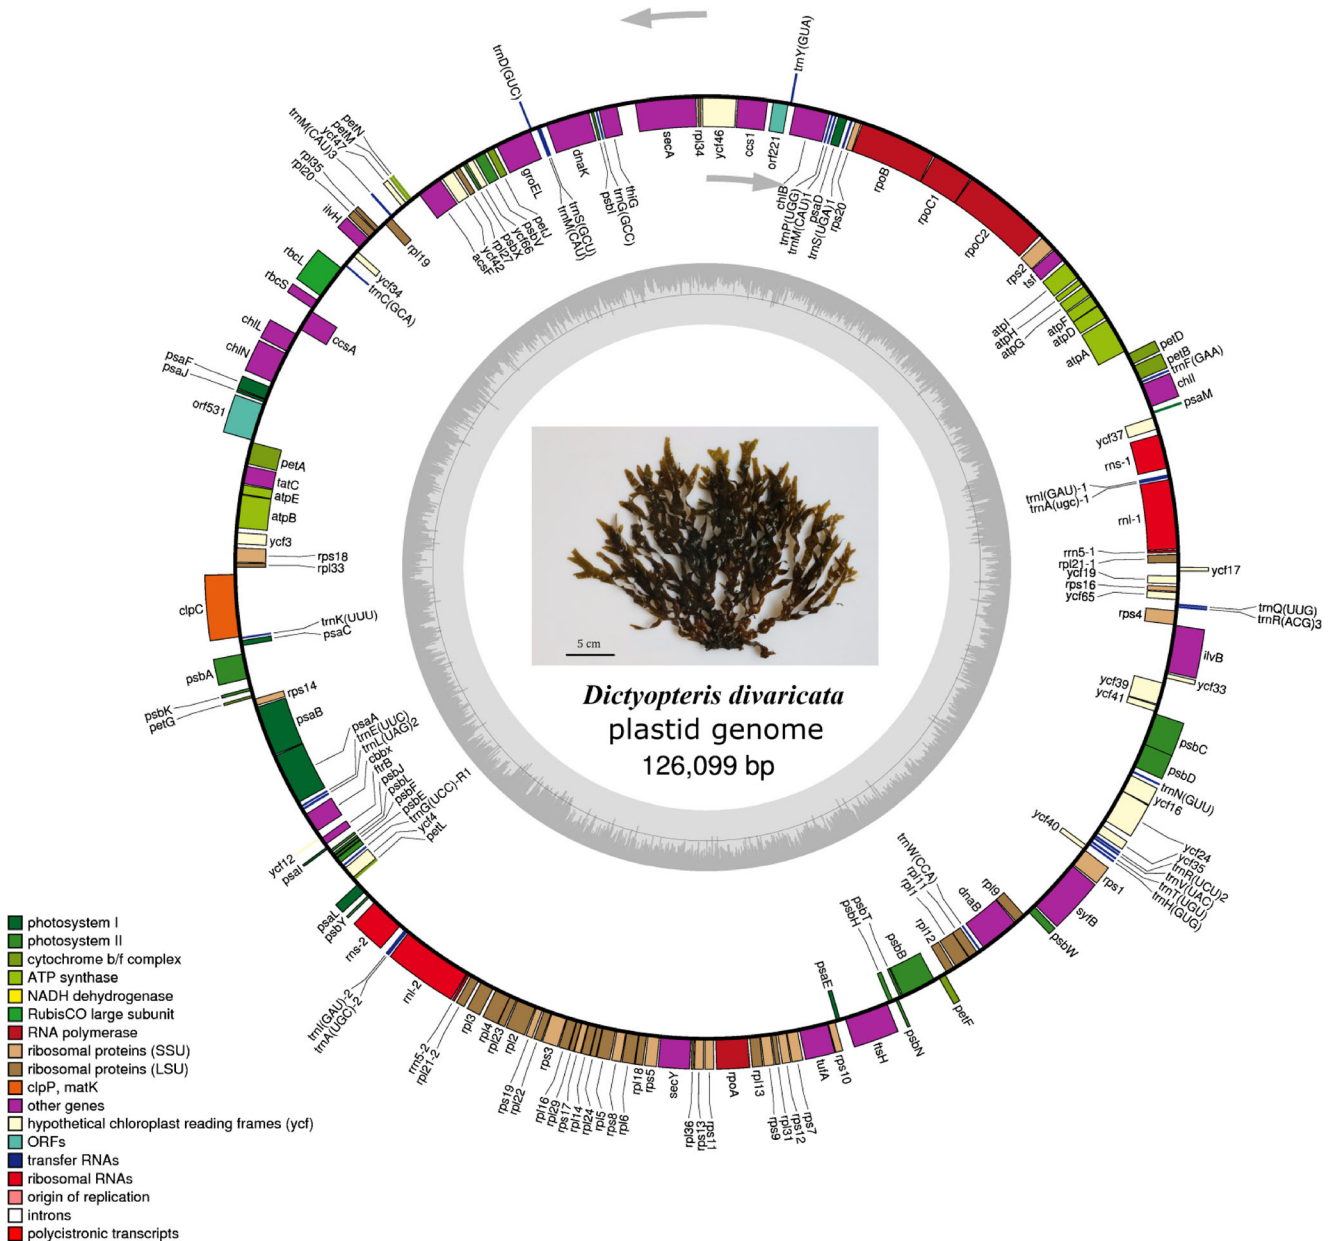 trnY(GUA)
trnD(GUC)
petN
petM
ycf47
trnM(CAU)3
rpl35
rpl20
ilvH
rbcL
rbcS
chlL
chlN
psaF
psaJ
orf531
clpC
psbA
psbK
petG
ycf12
psaI
psaL
psbY
rns-2
trnI(GAU)-2
trnA(UGC)-2
rnl-2
rrn5-2
rpl21-2
rpl3
rpl4
rpl23
rpl2
rps19
rpl22
rps3
rpl16
rpl29
rps17
rpl14
rpl24
rpl5
rps8
rpl6
rpl18
rps5
secY
rpl36
rps13
rps11
rpoA
rpl13
rps9
rpl31
rps12
rps7
tufA
rps10
ftsH
psbN
petF
psbW
syfB
rps1
trnH(GUG)
trnT(UGU)
trnV(UAC)
trnR(UCU)2
ycf35
ycf24
ycf16
trnN(GUU)
psbD
psbC
ycf33
ilvB
trnR(ACG)3
trnQ(UUG)
ycf17
psaM
chlI
trnF(GAA)
petB
petD
secA
rpl34
ycf46
ccs1
orf221
chlB
trnP(UGG)
trnM(CAU)1
psaD
trnS(UGA)1
rps20
rpoB
rpoC1
rpoC2
rps2
tsf
atpI
atpH
atpG
atpF
atpD
atpA
ycf37
rns-1
trnI(GAU)-1
trnA(ugc)-1
rnl-1
rrn5-1
rpl21-1
ycf19
rps16
ycf65
rps4
ycf39
ycf41
ycf40
rpl9
dnaB
trnW(CCA)
rpl11
rpl1
rpl12
psbB
psbT
psbH
psaE
thiG
trnG(GCC)
psbI
dnaK
trnS(GCU)
trnM(CAU)
groEL
petJ
psbV
ycf66
psbX
rpl27
ycf42
acsF
rpl19
ycf34
trnC(GCA)
ccsA
petA
tatC
atpE
atpB
ycf3
rps18
rpl33
trnK(UUU)
psaC
rps14
psaB
psaA
trnE(UUC)
trnL(UAG)2
cbbx
ftrB
psbJ
psbL
psbF
psbE
trnG(UCC)-R1
ycf4
petL
5 cm
Dictyopteris divaricata
plastid genome
126,099 bp
photosystem I
photosystem II
cytochrome b/f complex
ATP synthase
NADH dehydrogenase
RubisCO large subunit
RNA polymerase
ribosomal proteins (SSU)
ribosomal proteins (LSU)
clpP, matK
other genes
hypothetical chloroplast reading frames (ycf)
ORFs
transfer RNAs
ribosomal RNAs
origin of replication
introns
polycistronic transcripts